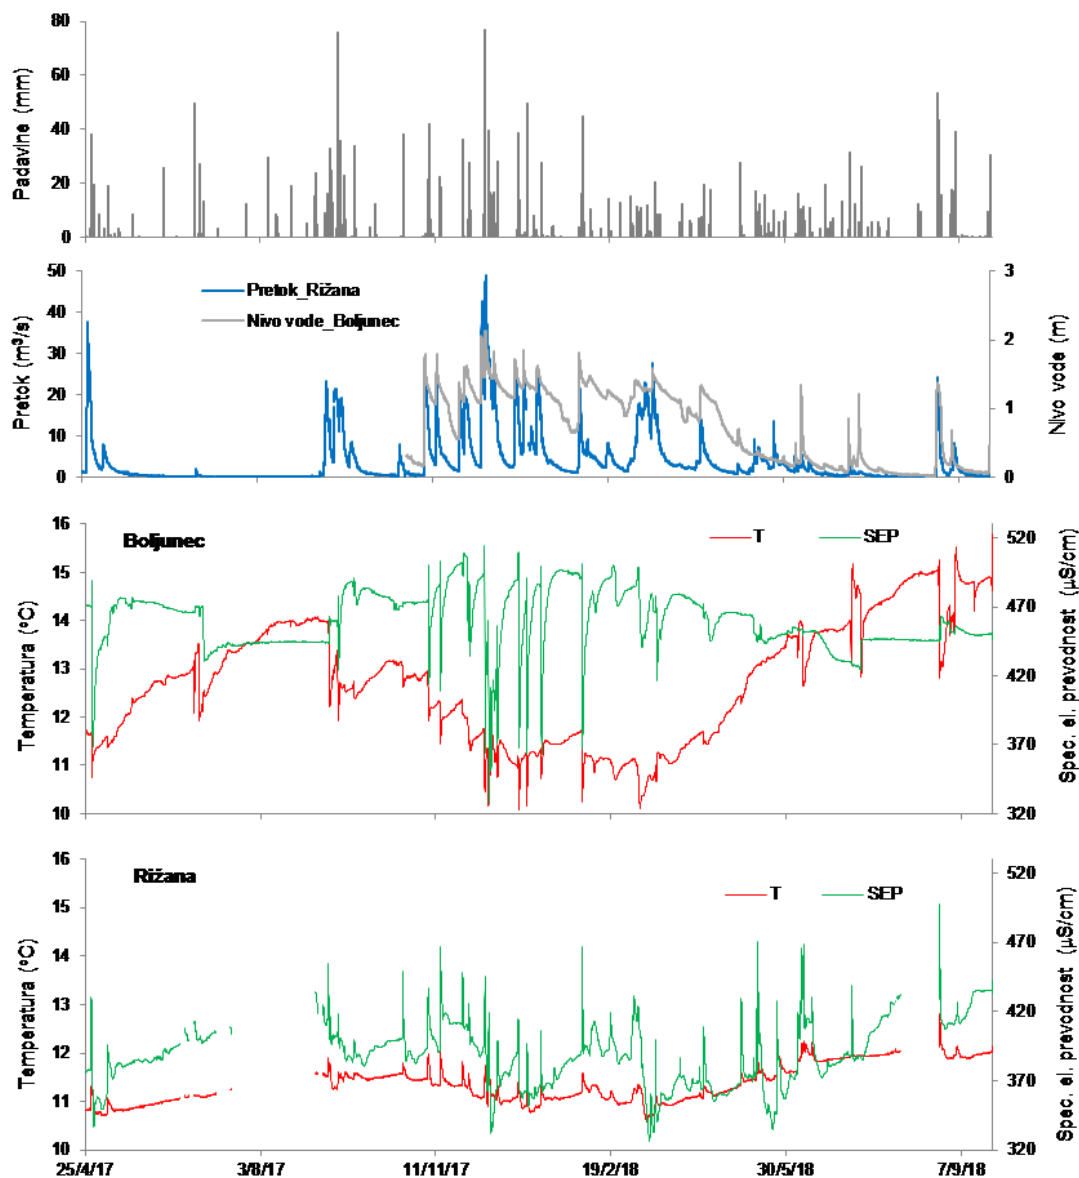 80
60
40
20
0
Padavine (mm)
50
40
30
20
10
0
Pretok (m³/s)
Pretok_Rižana
Nivo vode_Boljunec
3
2
1
0
Nivo vode (m)
16
15
14
13
12
11
10
Temperatura (ºC)
Boljunec
T SEP
520
470
420
370
320
Spec. el. prevodnost (µS/cm)
16
15
14
13
12
11
10
Temperatura (ºC)
Rižana
T SEP
520
470
420
370
320
Spec. el. prevodnost (µS/cm)
25/4/17 3/8/17 11/11/17 19/2/18 30/5/18 7/9/18